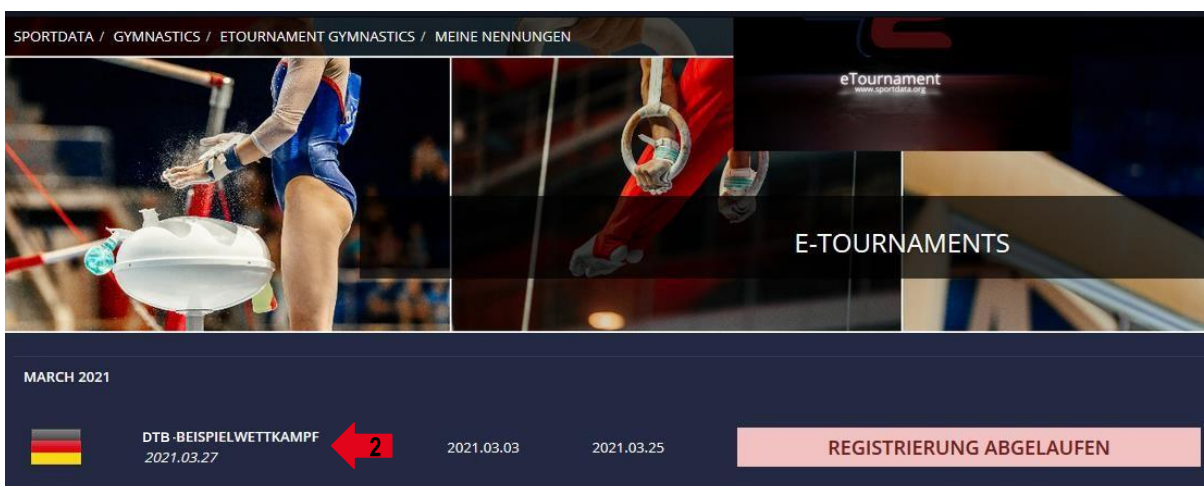 SPORTDATA / GYMNASTICS / ETOURNAMENT GYMNASTICS / MEINE NENNUNGEN
eTournament
www.sportdata.org
E-TOURNAMENTS
MARCH 2021
DTB -BEISPIELWETTKAMPF
2021.03.27
2
2021.03.03
2021.03.25
REGISTRIERUNG ABGELAUFEN